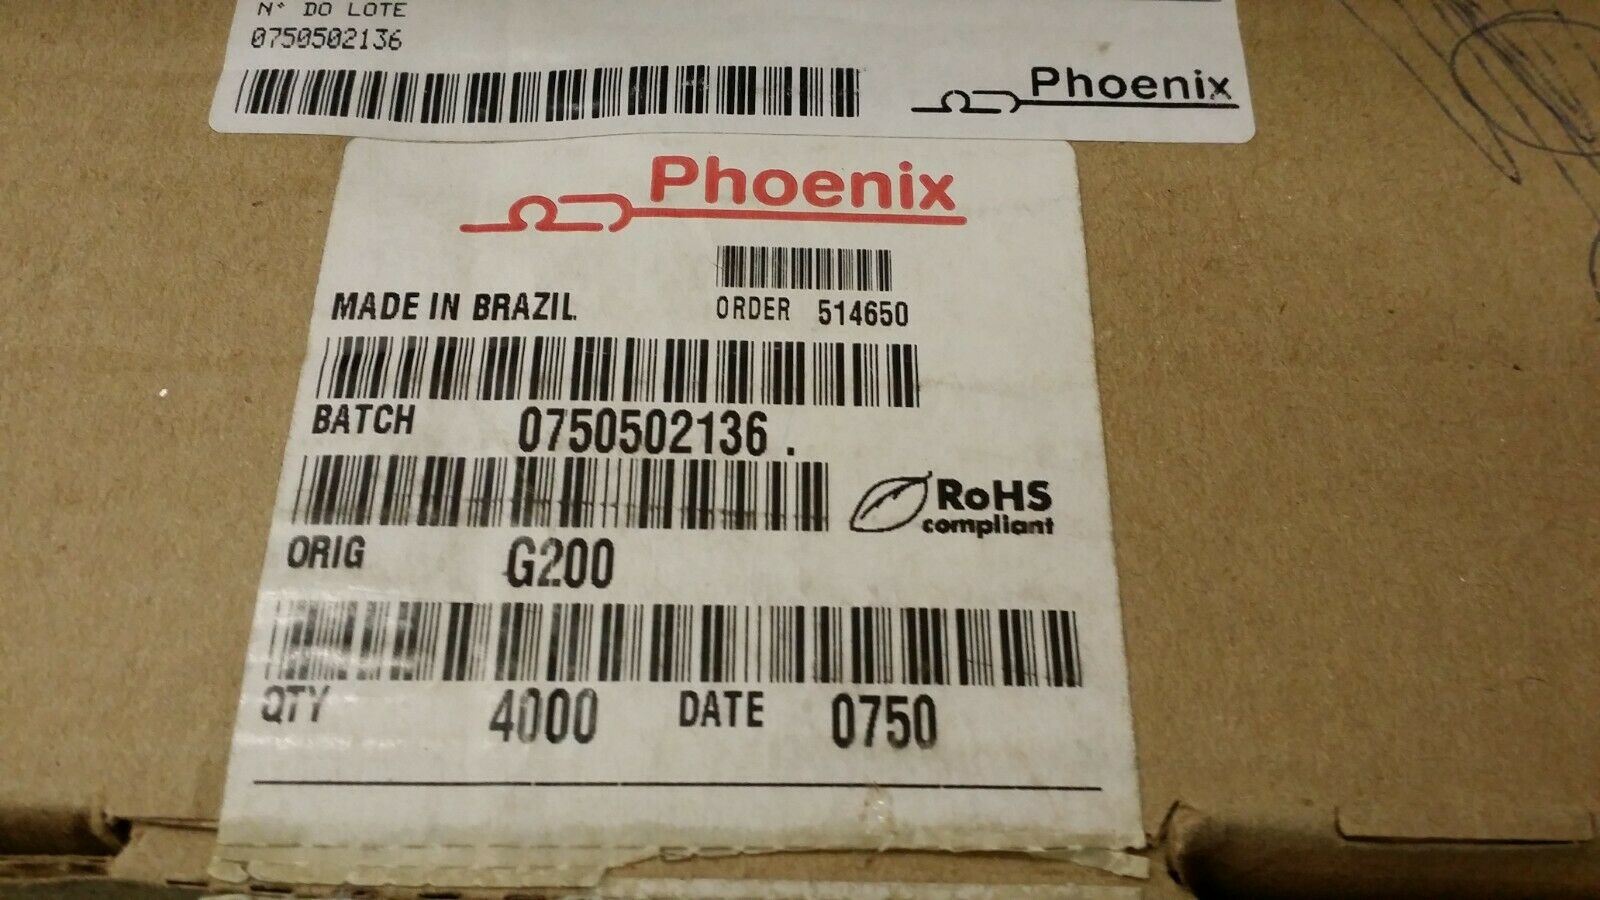 N° DO LOTE
0750502136
Phoenix
Phoenix
MADE IN BRAZIL
ORDER 514650
BATCH 0750502136 .
RoHS
compliant
ORIG G200
QTY 4000 DATE 0750